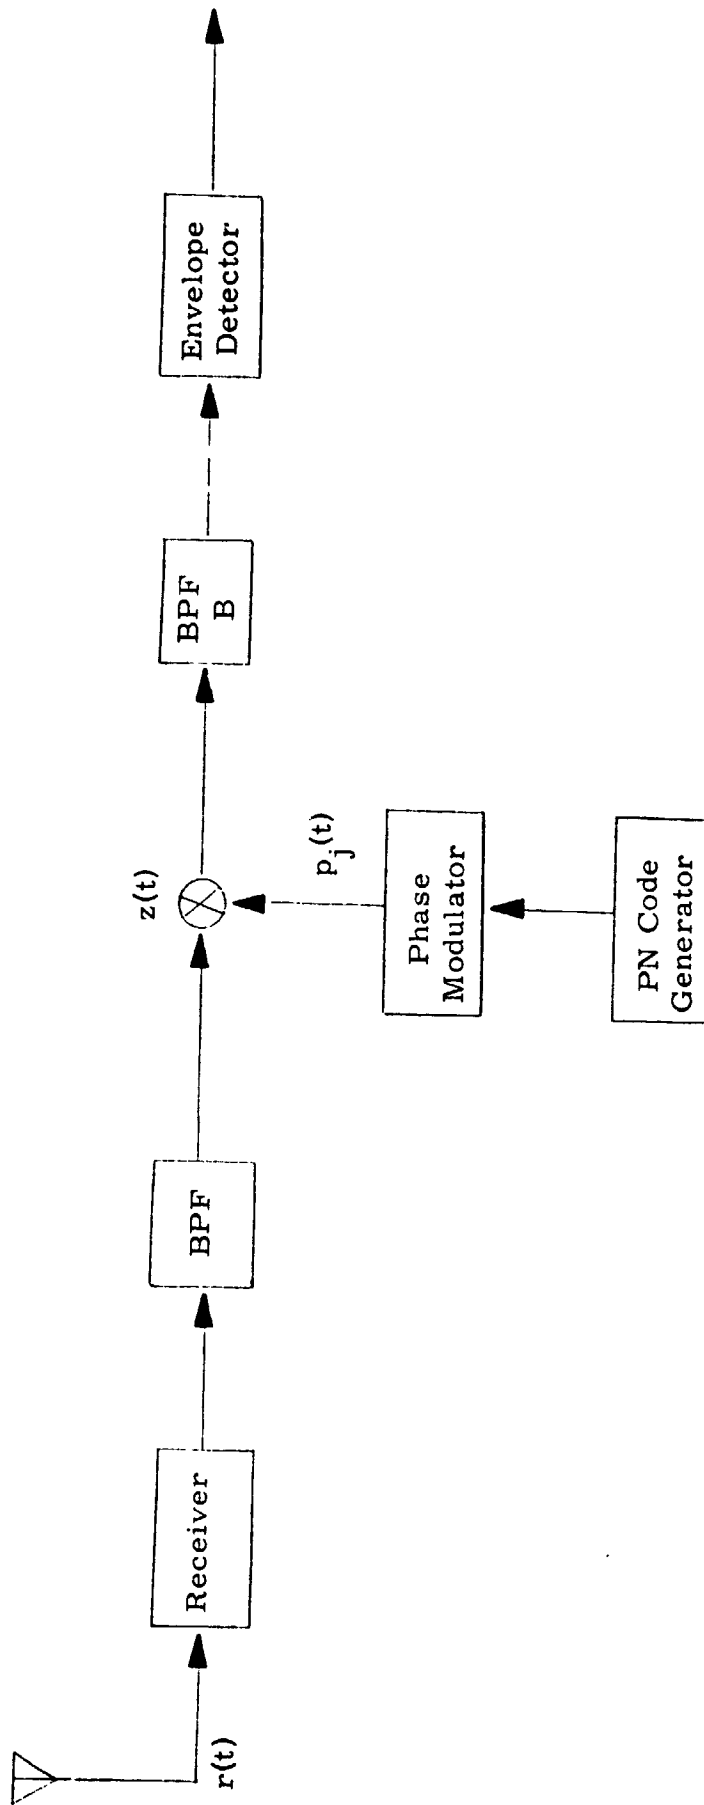 r(t)
Receiver
BPF
z(t)
BPF
B
Envelope
Detector
p_j(t)
Phase
Modulator
PN Code
Generator